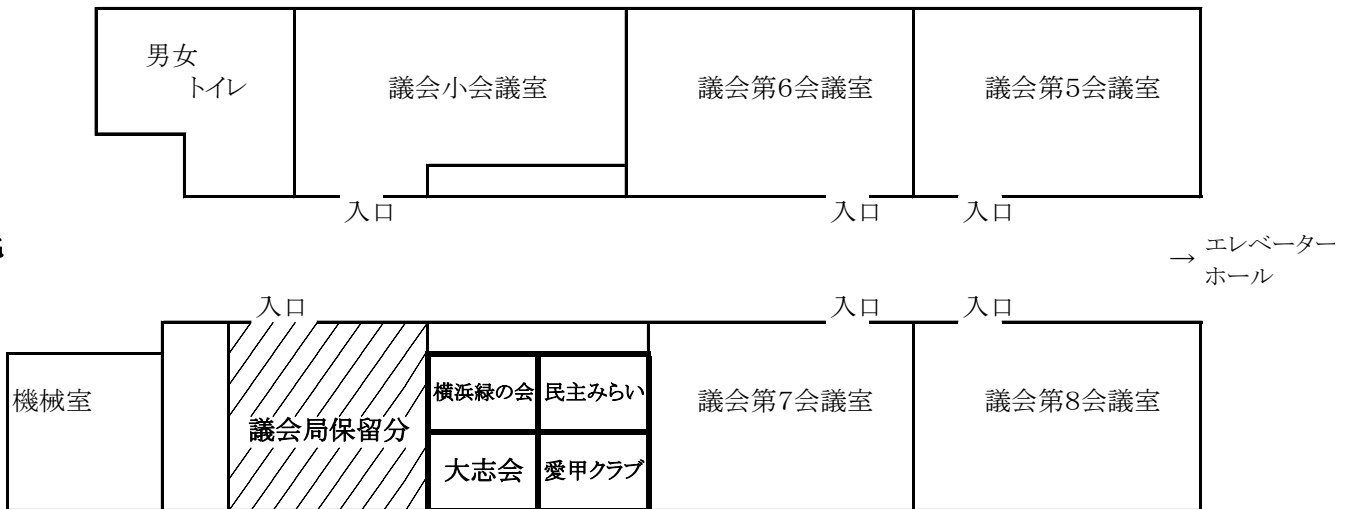 男女
トイレ
議会小会議室
議会第6会議室
議会第5会議室
入口
入口
入口
→ エレベーター
ホール
入口
入口
入口
機械室
議会局保留分
横浜緑の会
民主みらい
大志会
愛甲クラブ
議会第7会議室
議会第8会議室